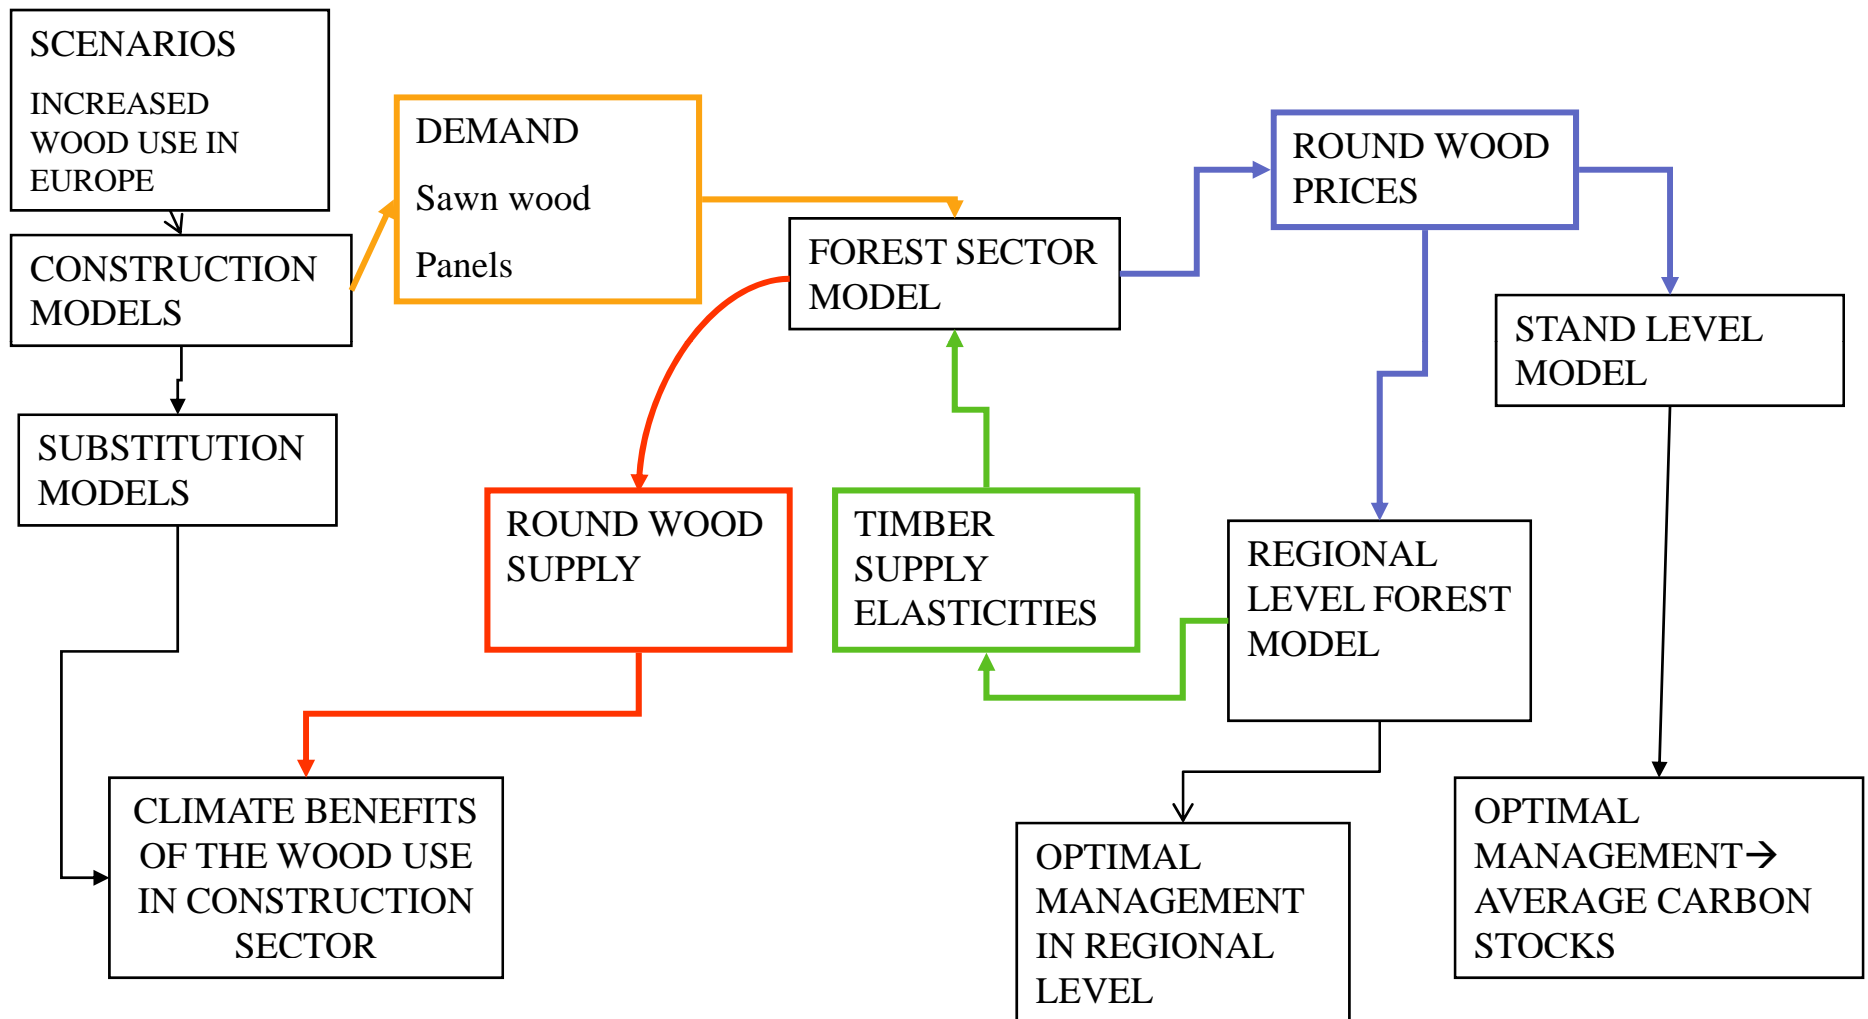 SCENARIOS
INCREASED
WOOD USE IN
EUROPE
CONSTRUCTION
MODELS
SUBSTITUTION
MODELS
DEMAND
Sawn wood
Panels
FOREST SECTOR
MODEL
ROUND WOOD
PRICES
STAND LEVEL
MODEL
ROUND WOOD
SUPPLY
TIMBER
SUPPLY
ELASTICITIES
REGIONAL
LEVEL FOREST
MODEL
CLIMATE BENEFITS
OF THE WOOD USE
IN CONSTRUCTION
SECTOR
OPTIMAL
MANAGEMENT
IN REGIONAL
LEVEL
OPTIMAL
MANAGEMENT→
AVERAGE CARBON
STOCKS